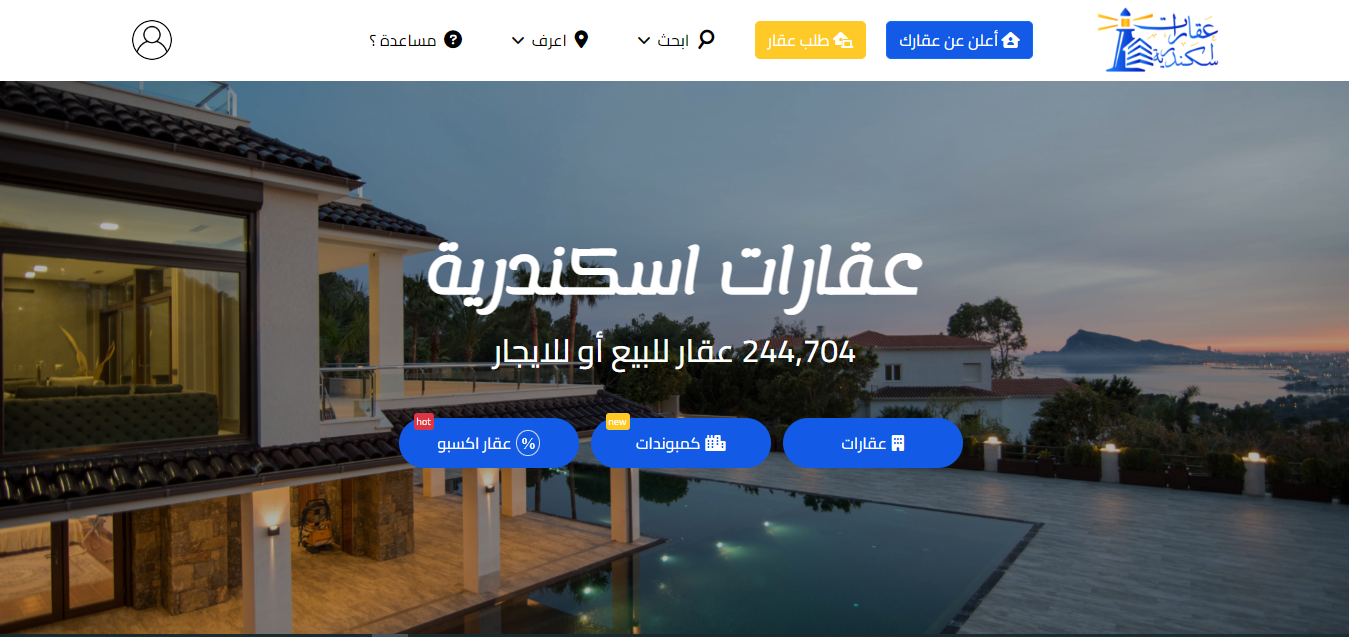 عقارات
سكندرية
أعلن عن عقارك
طلب عقار
ابحث
اعرف
مساعدة ؟
عقارات اسكندرية
244,704 عقار للبيع أو للايجار
عقارات
new
كمبوندات
hot
% عقار اكسبو